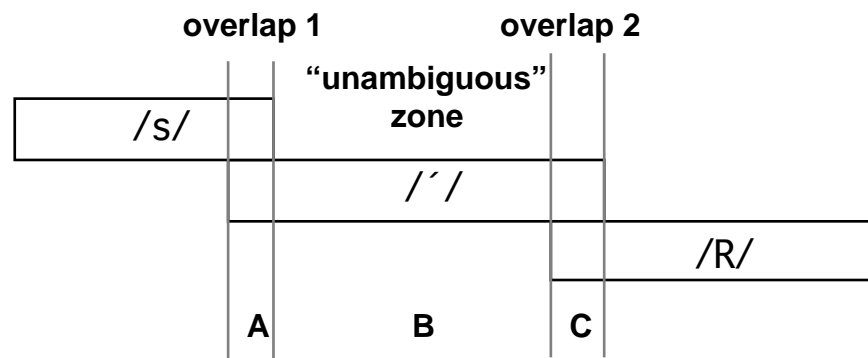 overlap 1 overlap 2
“unambiguous”
zone
/s/
/´/
/R/
A B C